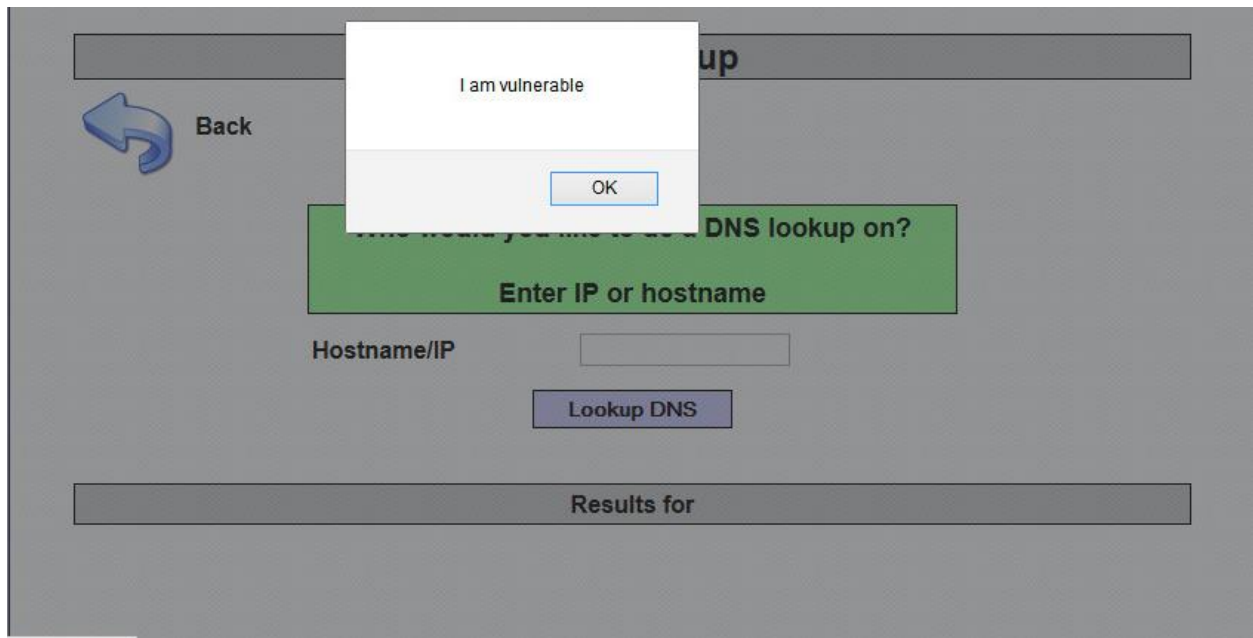 up
I am vulnerable
Back
OK
DNS lookup on?
Enter IP or hostname
Hostname/IP
Lookup DNS
Results for